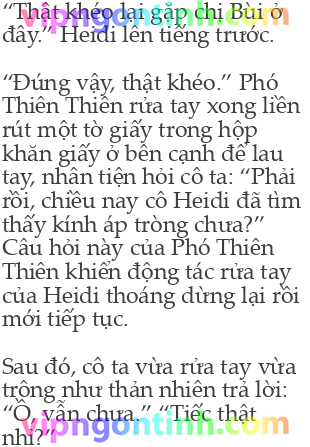 “Thật khéo lại gặp chị Bùi ở
vipngontinh.com
đây.” Heidi lên tiếng trước.
“Đúng vậy, thật khéo.” Phó
Thiên Thiên rửa tay xong liền
rút một tờ giấy trong hộp
khăn giấy ở bên cạnh để lau
tay, nhân tiện hỏi cô ta: “Phải
rồi, chiều nay cô Heidi đã tìm
thấy kính áp tròng chưa?”
Câu hỏi này của Phó Thiên
Thiên khiến động tác rửa tay
của Heidi thoáng dừng lại rồi
mới tiếp tục.
Sau đó, cô ta vừa rửa tay vừa
trông như thản nhiên trả lời:
“Ồ, vẫn chưa.” “Tiếc thật
vipngontinh.com
nhỉ?”